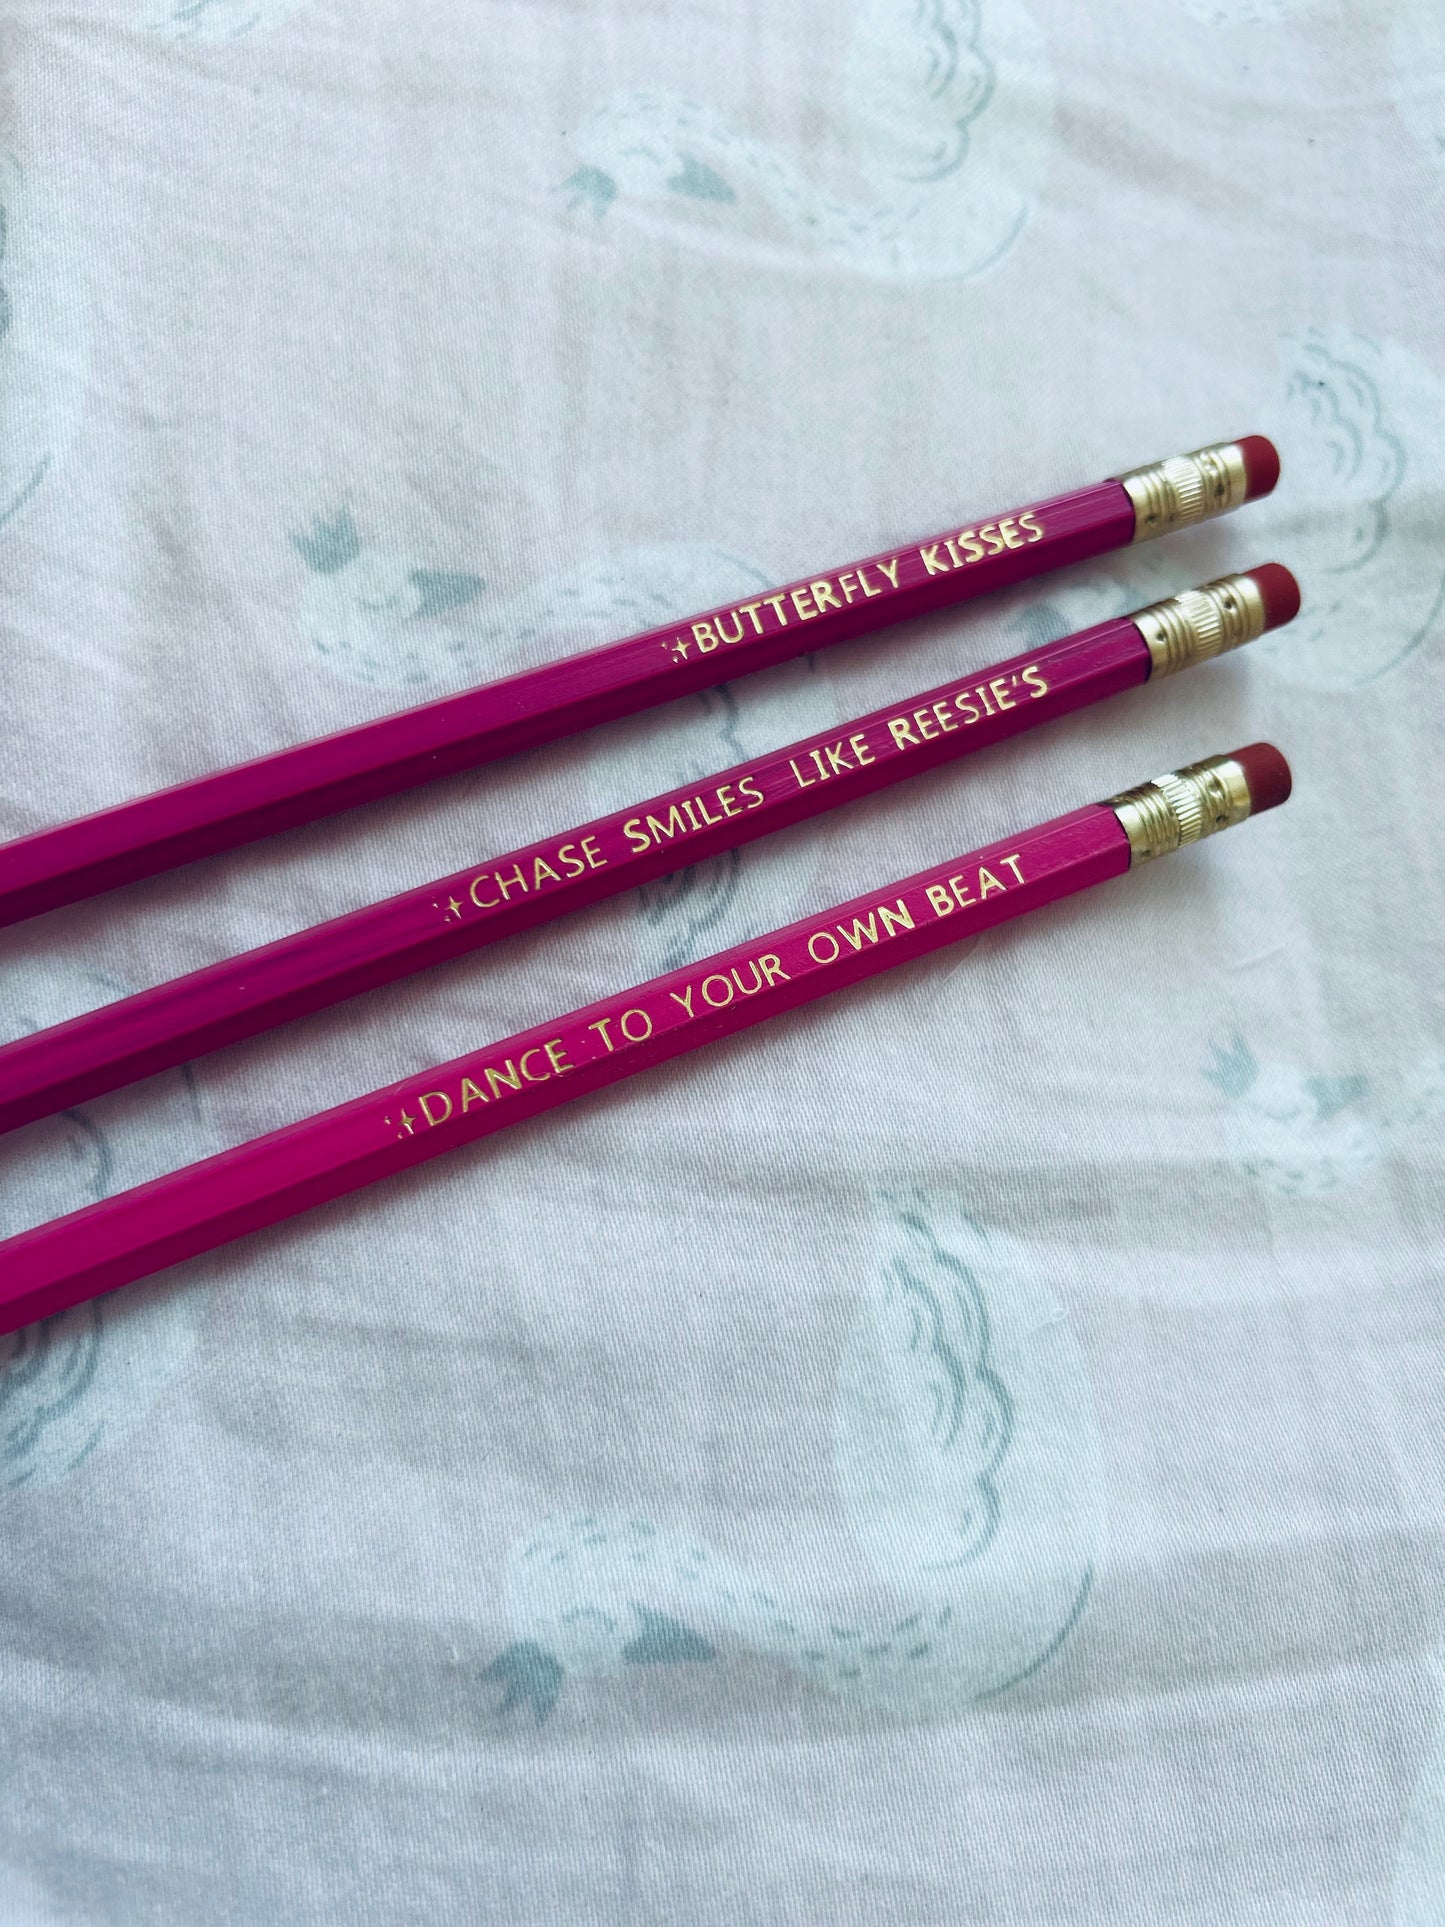 ✨BUTTERFLY KISSES
✨CHASE SMILES LIKE REESIE'S
✨DANCE TO YOUR OWN BEAT